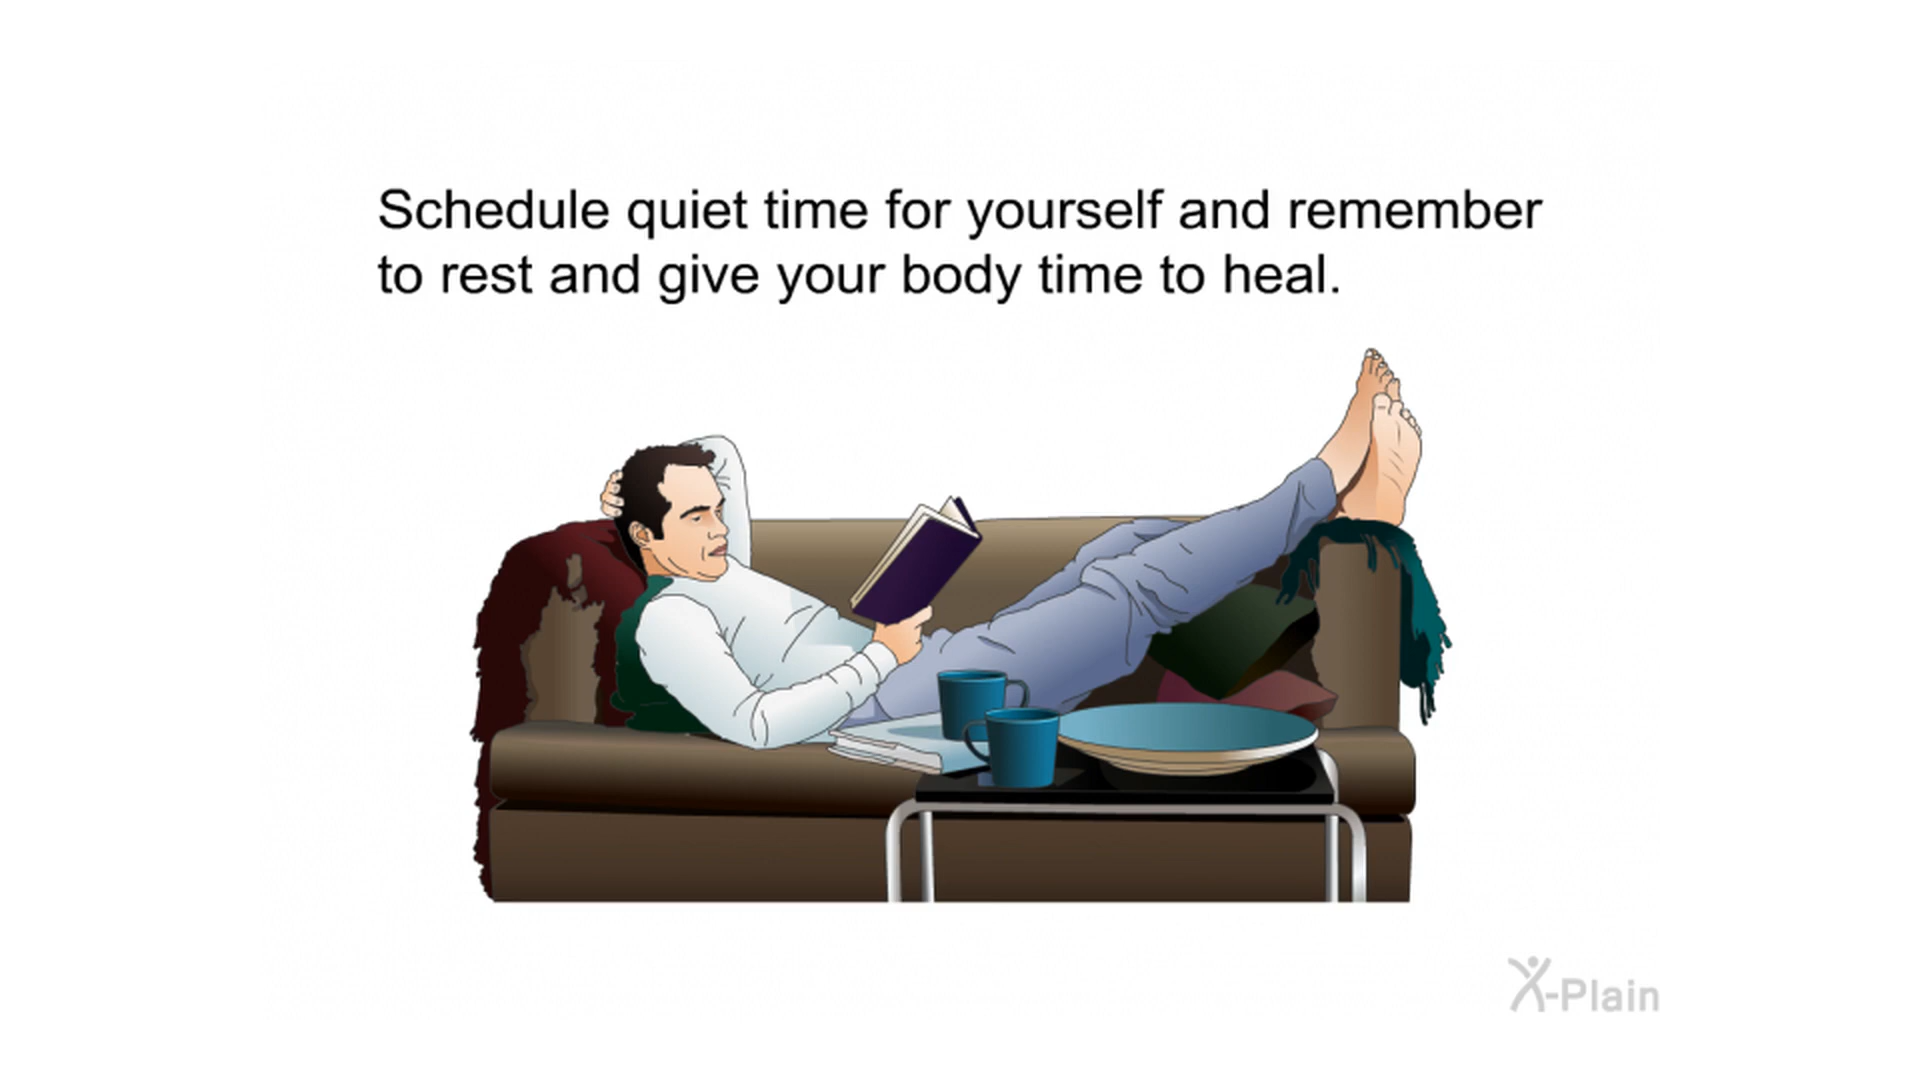 Schedule quiet time for yourself and remember
to rest and give your body time to heal.
X-Plain